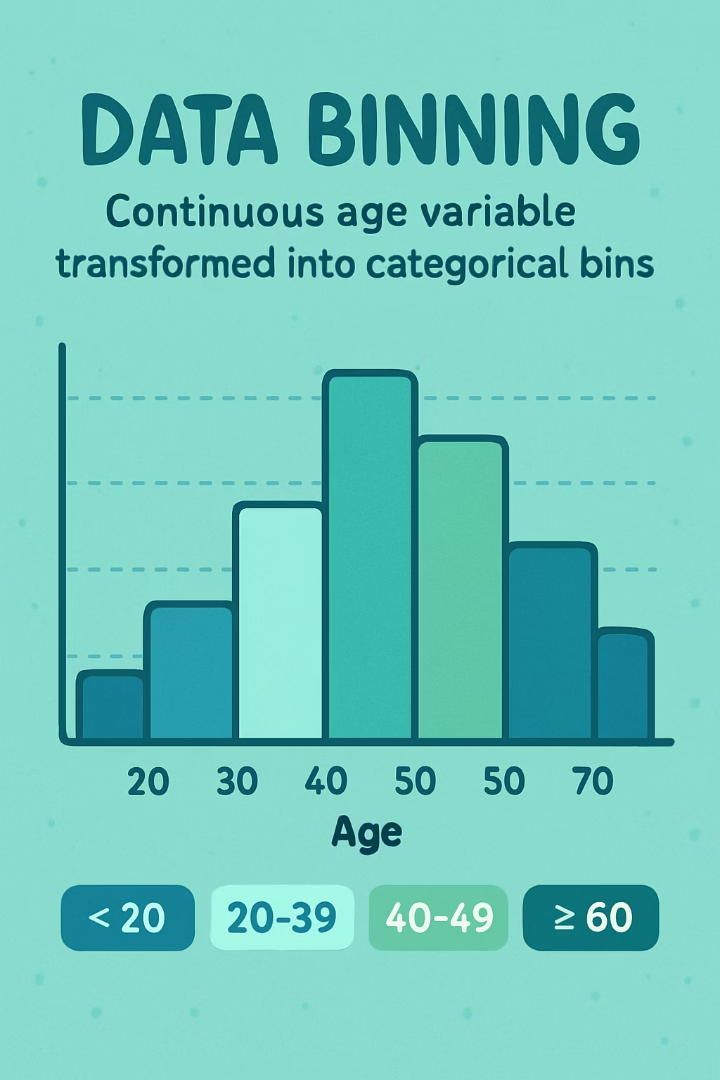 DATA BINNING
Continuous age variable
transformed into categorical bins
20 30 40 50 50 70
Age
< 20 20-39 40-49 ≥ 60